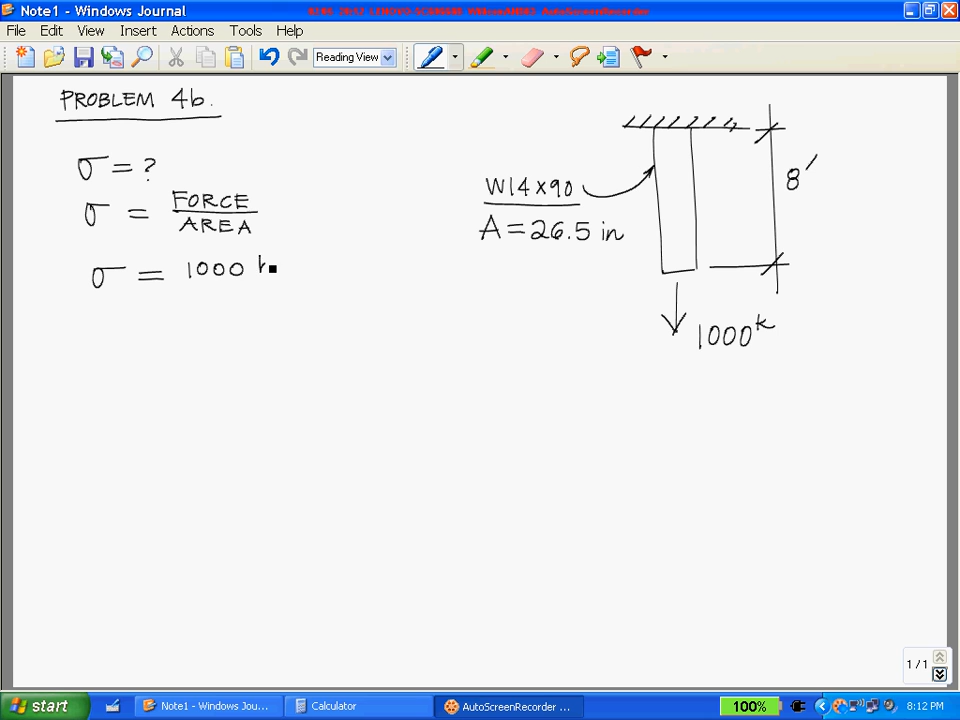 Note1 - Windows Journal
File Edit View Insert Actions Tools Help
Reading View
PROBLEM 4b.
σ = ?
σ = FORCE
AREA
σ = 1000
W14x90
A = 26.5 in
8'
1000k
1 / 1
start
Note1 - Windows Jou...
Calculator
AutoScreenRecorder ...
100%
8:12 PM